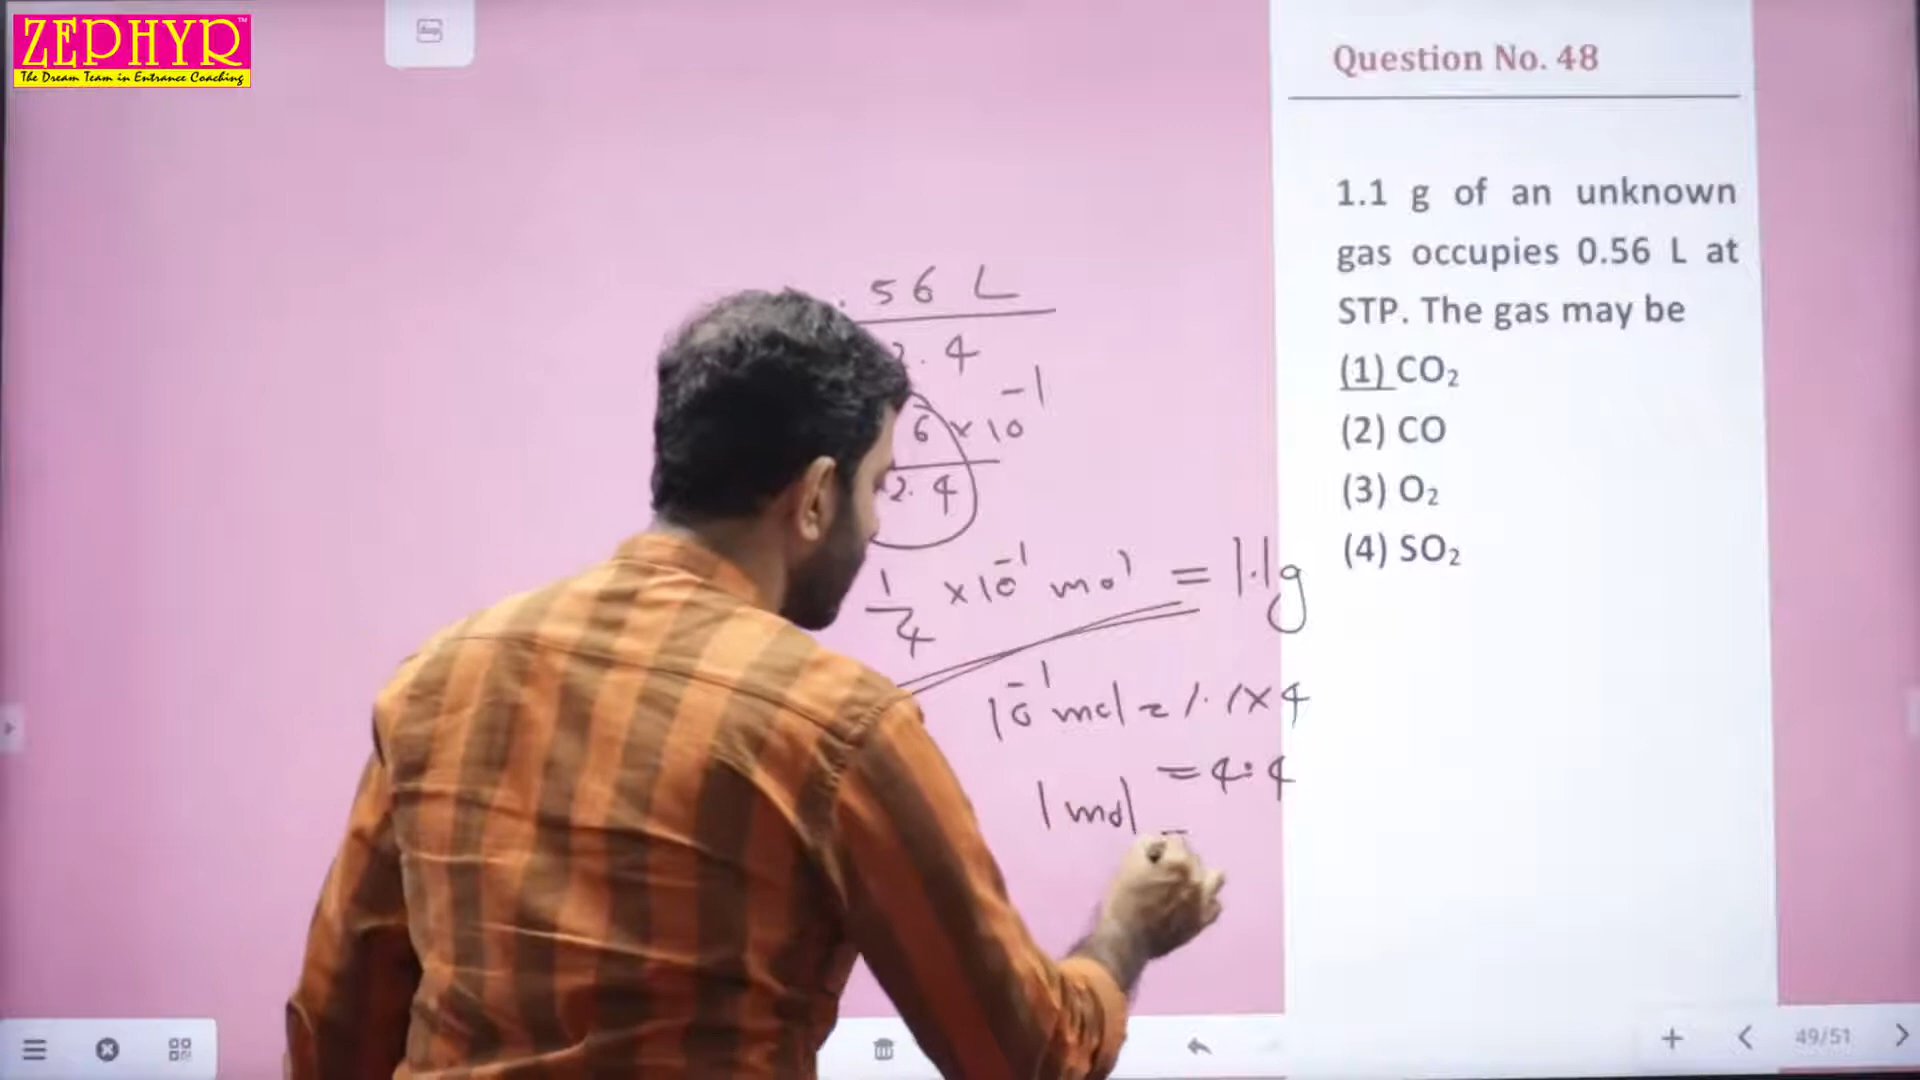 ZEPHYR™
The Dream Team in Entrance Coaching
Question No. 48
1.1 g of an unknown
gas occupies 0.56 L at
STP. The gas may be
(1) CO₂
(2) CO
(3) O₂
(4) SO₂
.56 L
2.4
6 × 10⁻¹
2.4
1/4 × 10⁻¹ mol = 1.1g
10⁻¹ mol = 1.1×4
= 4.4
1 mol =
49/51